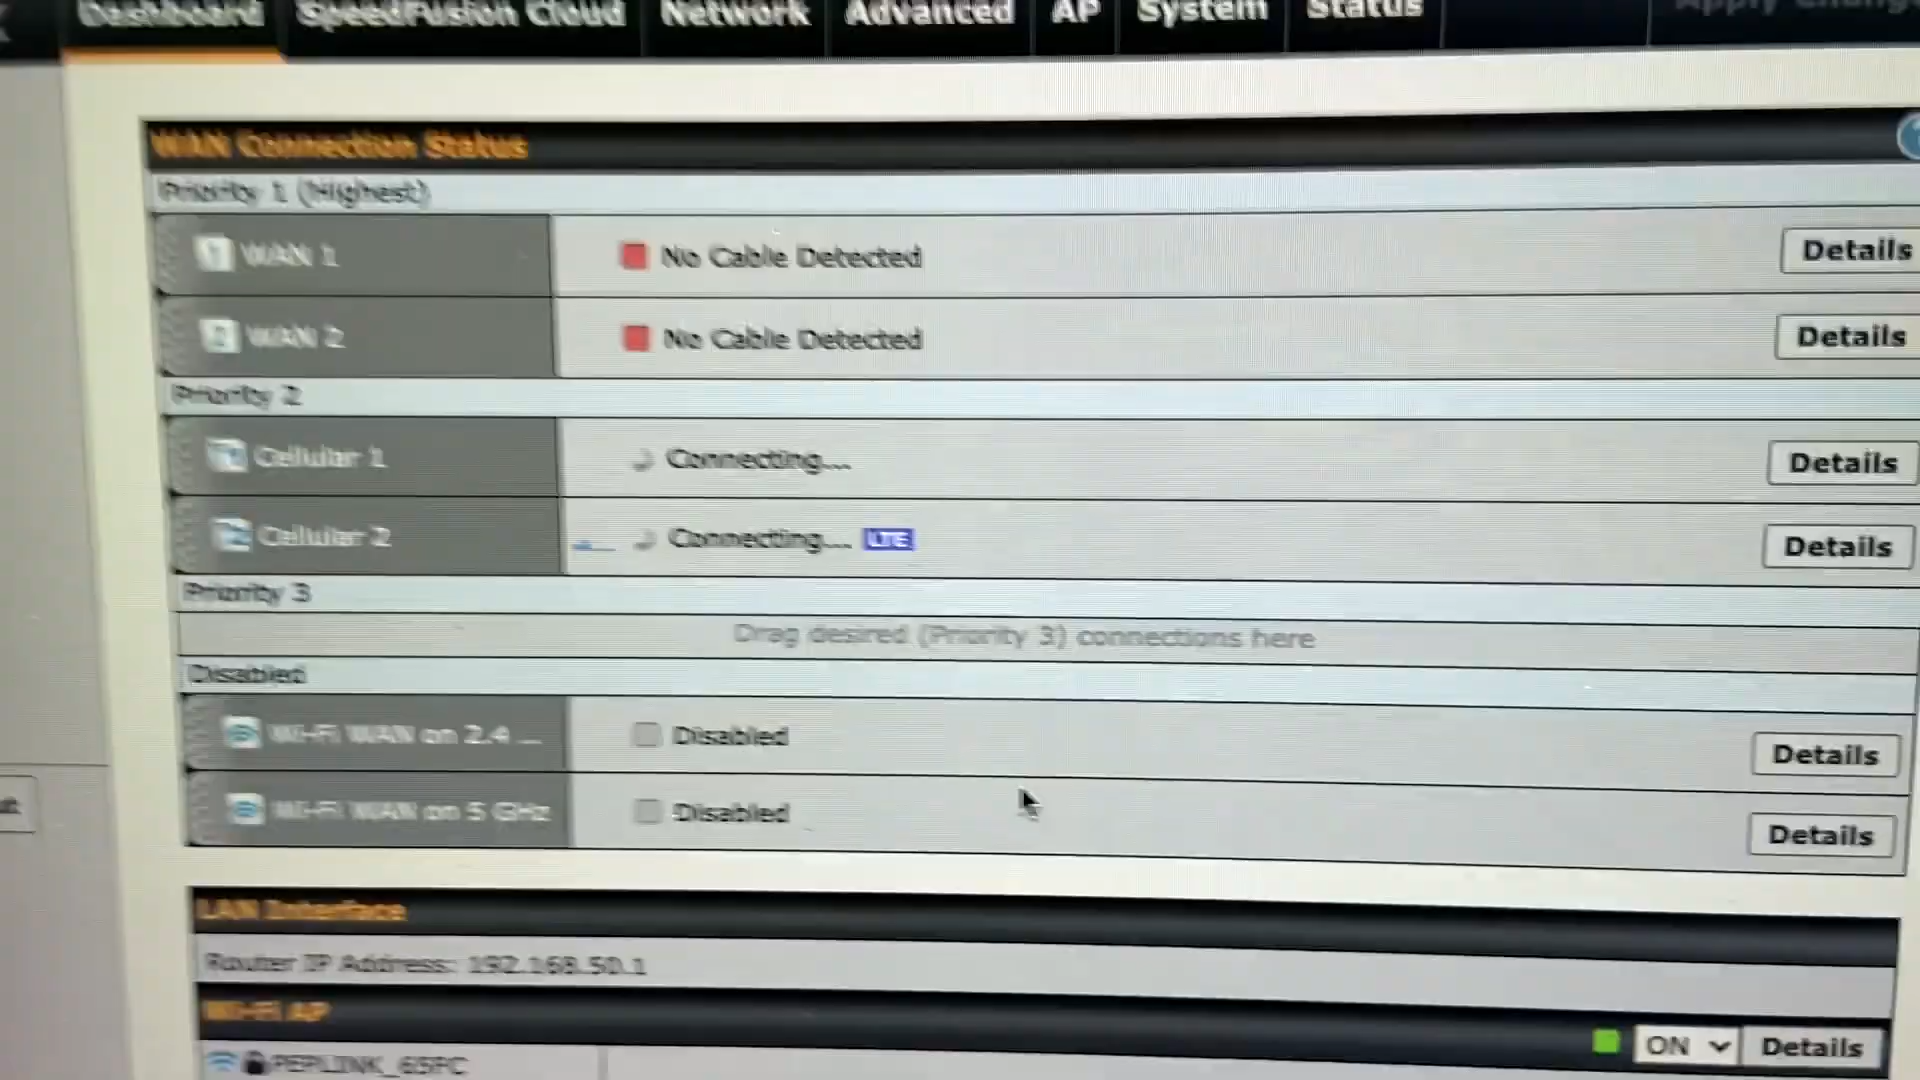 Dashboard SpeedFusion Cloud Network Advanced AP System Status Apply Chang
WAN Connection Status
Priority 1 (Highest)
1 WAN 1 No Cable Detected Details
2 WAN 2 No Cable Detected Details
Priority 2
Cellular 1 Connecting... Details
Cellular 2 Connecting... LTE Details
Priority 3
Drag desired (Priority 3) connections here
Disabled
Wi-Fi WAN on 2.4 ... Disabled Details
Wi-Fi WAN on 5 GHz Disabled Details
LAN Interface
Router IP Address: 192.168.50.1
Wi-Fi AP ON Details